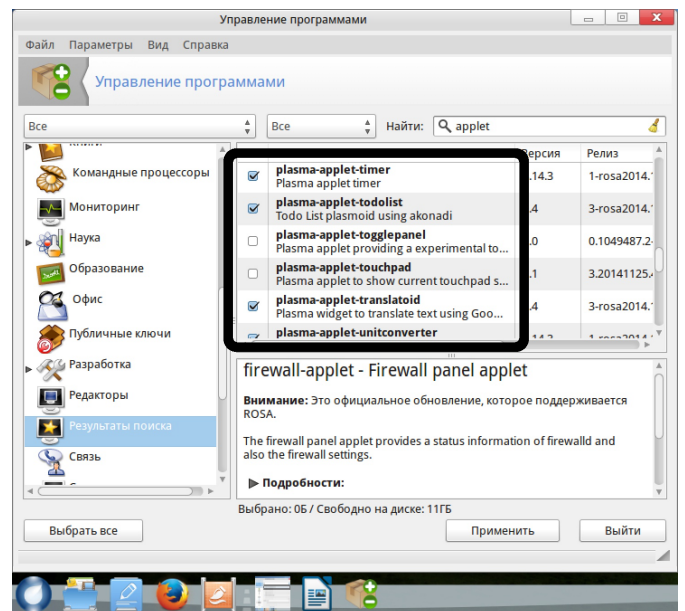 Управление программами
Файл Параметры Вид Справка
Управление программами
Все Все Найти: applet
Командные процессоры
Мониторинг
Наука
Образование
Офис
Публичные ключи
Разработка
Редакторы
Результаты поиска
Связь
Версия Релиз
plasma-applet-timer
Plasma applet timer
.14.3 1-rosa2014.
plasma-applet-todolist
Todo List plasmoid using akonadi
.4 3-rosa2014.
plasma-applet-togglepanel
Plasma applet providing a experimental to...
.0 0.1049487.2-
plasma-applet-touchpad
Plasma applet to show current touchpad s...
.1 3.20141125.
plasma-applet-translatoid
Plasma widget to translate text using Goo...
.4 3-rosa2014.
plasma-applet-unitconverter
firewall-applet - Firewall panel applet
Внимание: Это официальное обновление, которое поддерживается
ROSA.
The firewall panel applet provides a status information of firewalld and
also the firewall settings.
Подробности:
Выбрано: 0Б / Свободно на диске: 11ГБ
Выбрать все Применить Выйти